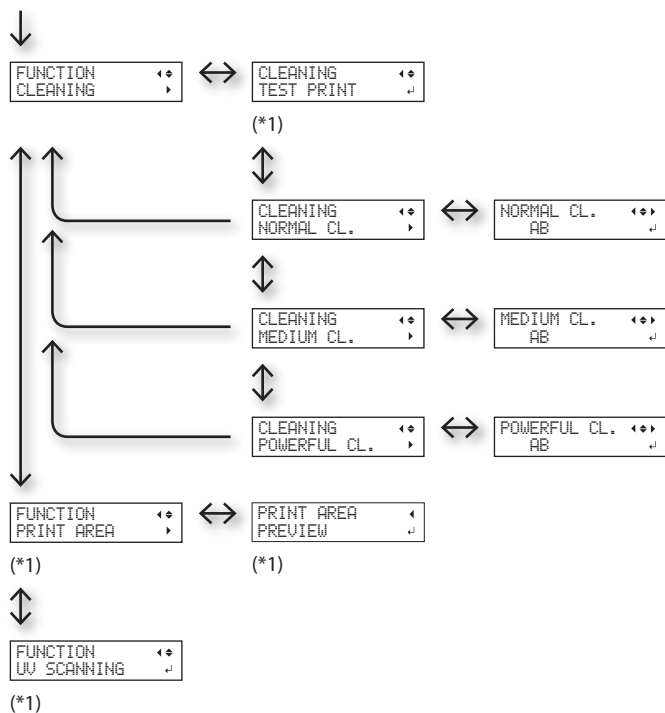 FUNCTION
CLEANING
CLEANING
TEST PRINT
(*1)
CLEANING
NORMAL CL.
NORMAL CL.
AB
CLEANING
MEDIUM CL.
MEDIUM CL.
AB
CLEANING
POWERFUL CL.
POWERFUL CL.
AB
FUNCTION
PRINT AREA
(*1)
PRINT AREA
PREVIEW
(*1)
FUNCTION
UV SCANNING
(*1)